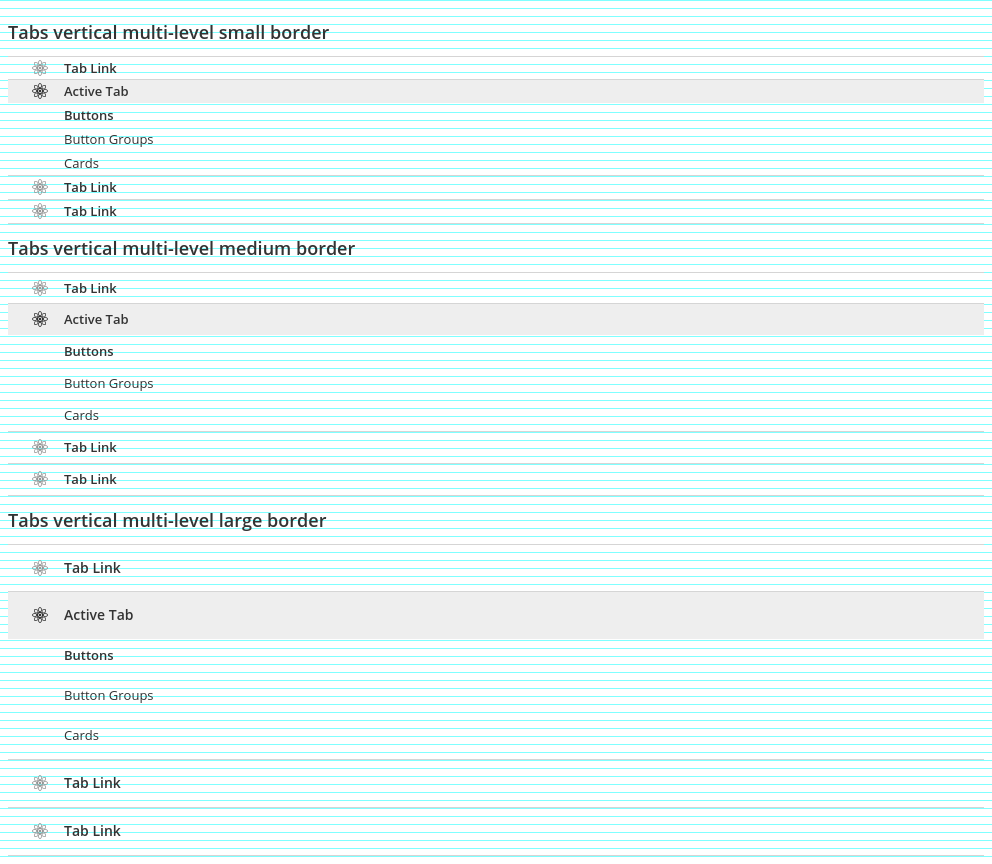 Tabs vertical multi-level small border
Tab Link
Active Tab
Buttons
Button Groups
Cards
Tab Link
Tab Link
Tabs vertical multi-level medium border
Tab Link
Active Tab
Buttons
Button Groups
Cards
Tab Link
Tab Link
Tabs vertical multi-level large border
Tab Link
Active Tab
Buttons
Button Groups
Cards
Tab Link
Tab Link